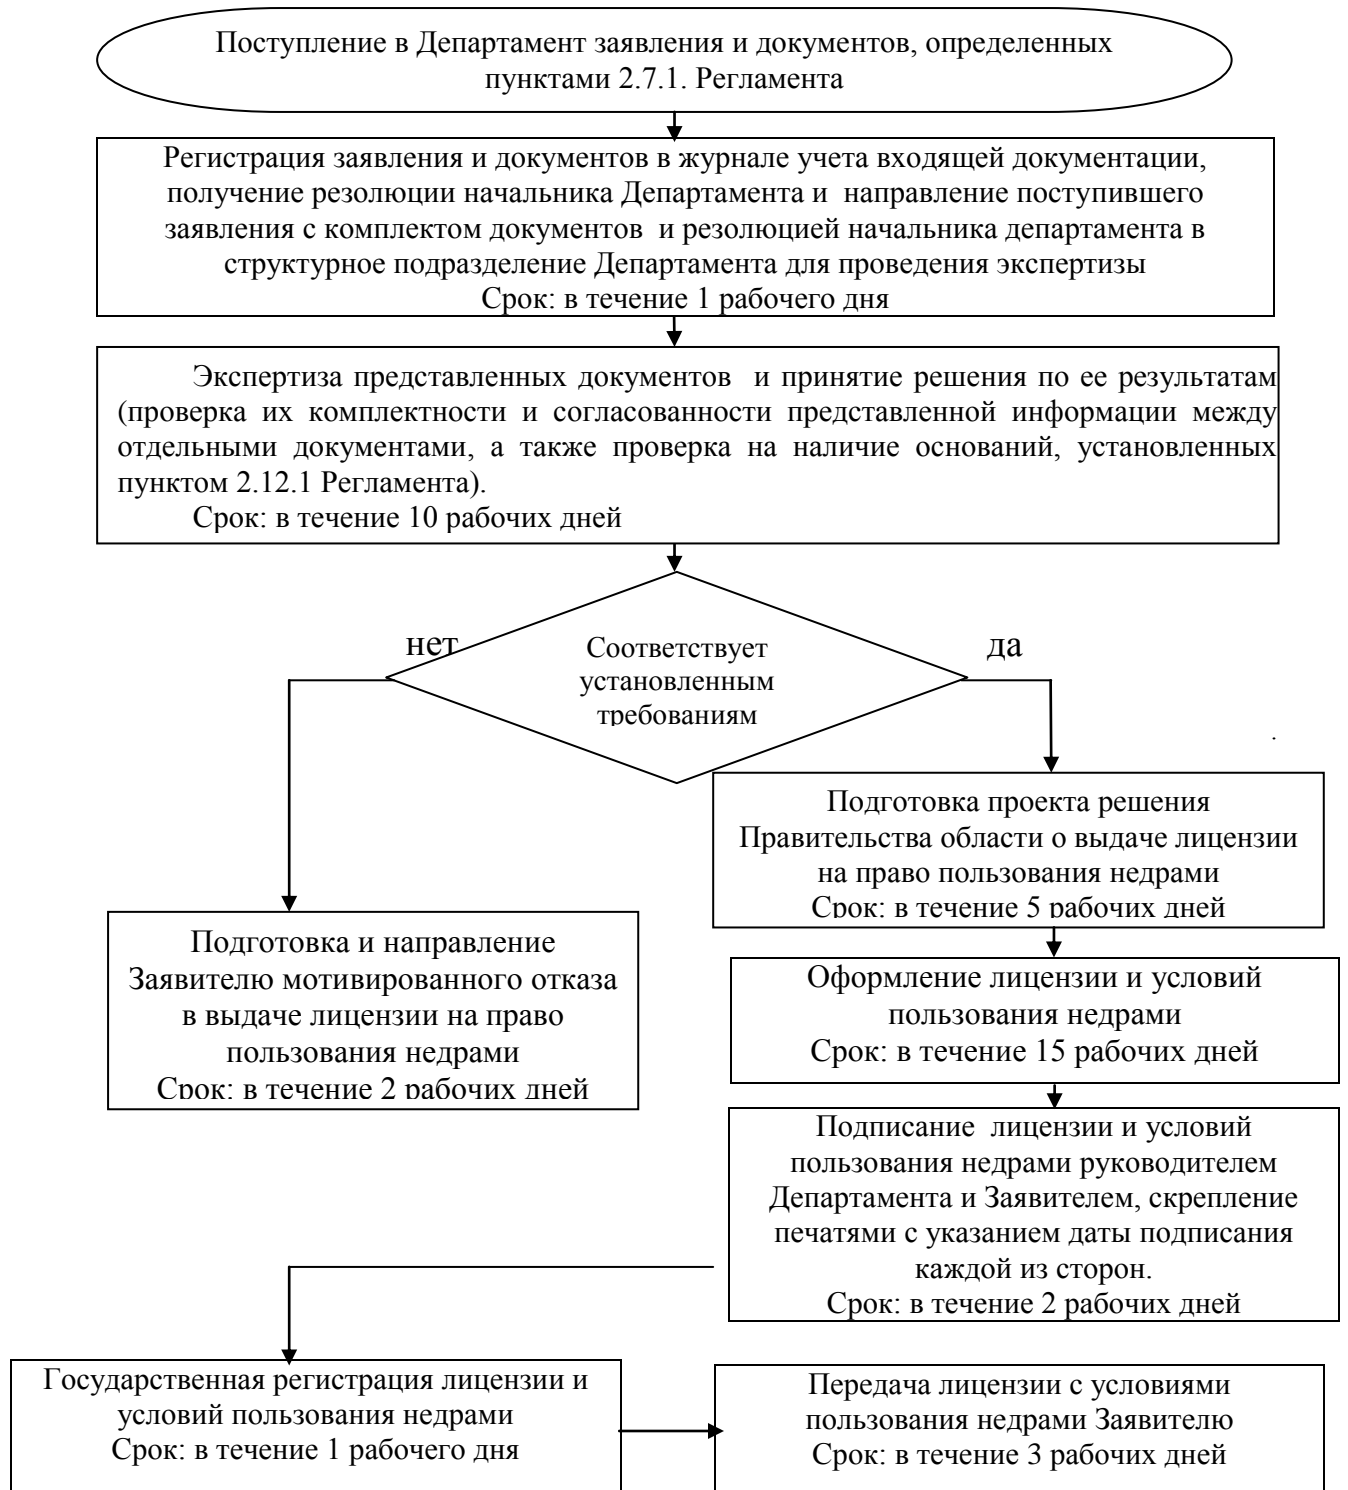 Поступление в Департамент заявления и документов, определенных
пунктами 2.7.1. Регламента
Регистрация заявления и документов в журнале учета входящей документации,
получение резолюции начальника Департамента и направление поступившего
заявления с комплектом документов и резолюцией начальника департамента в
структурное подразделение Департамента для проведения экспертизы
Срок: в течение 1 рабочего дня
Экспертиза представленных документов и принятие решения по ее результатам
(проверка их комплектности и согласованности представленной информации между
отдельными документами, а также проверка на наличие оснований, установленных
пунктом 2.12.1 Регламента).
Срок: в течение 10 рабочих дней
нет
Соответствует
установленным
требованиям
да
.
Подготовка проекта решения
Правительства области о выдаче лицензии
на право пользования недрами
Срок: в течение 5 рабочих дней
Подготовка и направление
Заявителю мотивированного отказа
в выдаче лицензии на право
пользования недрами
Срок: в течение 2 рабочих дней
Оформление лицензии и условий
пользования недрами
Срок: в течение 15 рабочих дней
Подписание лицензии и условий
пользования недрами руководителем
Департамента и Заявителем, скрепление
печатями с указанием даты подписания
каждой из сторон.
Срок: в течение 2 рабочих дней
Государственная регистрация лицензии и
условий пользования недрами
Срок: в течение 1 рабочего дня
Передача лицензии с условиями
пользования недрами Заявителю
Срок: в течение 3 рабочих дней